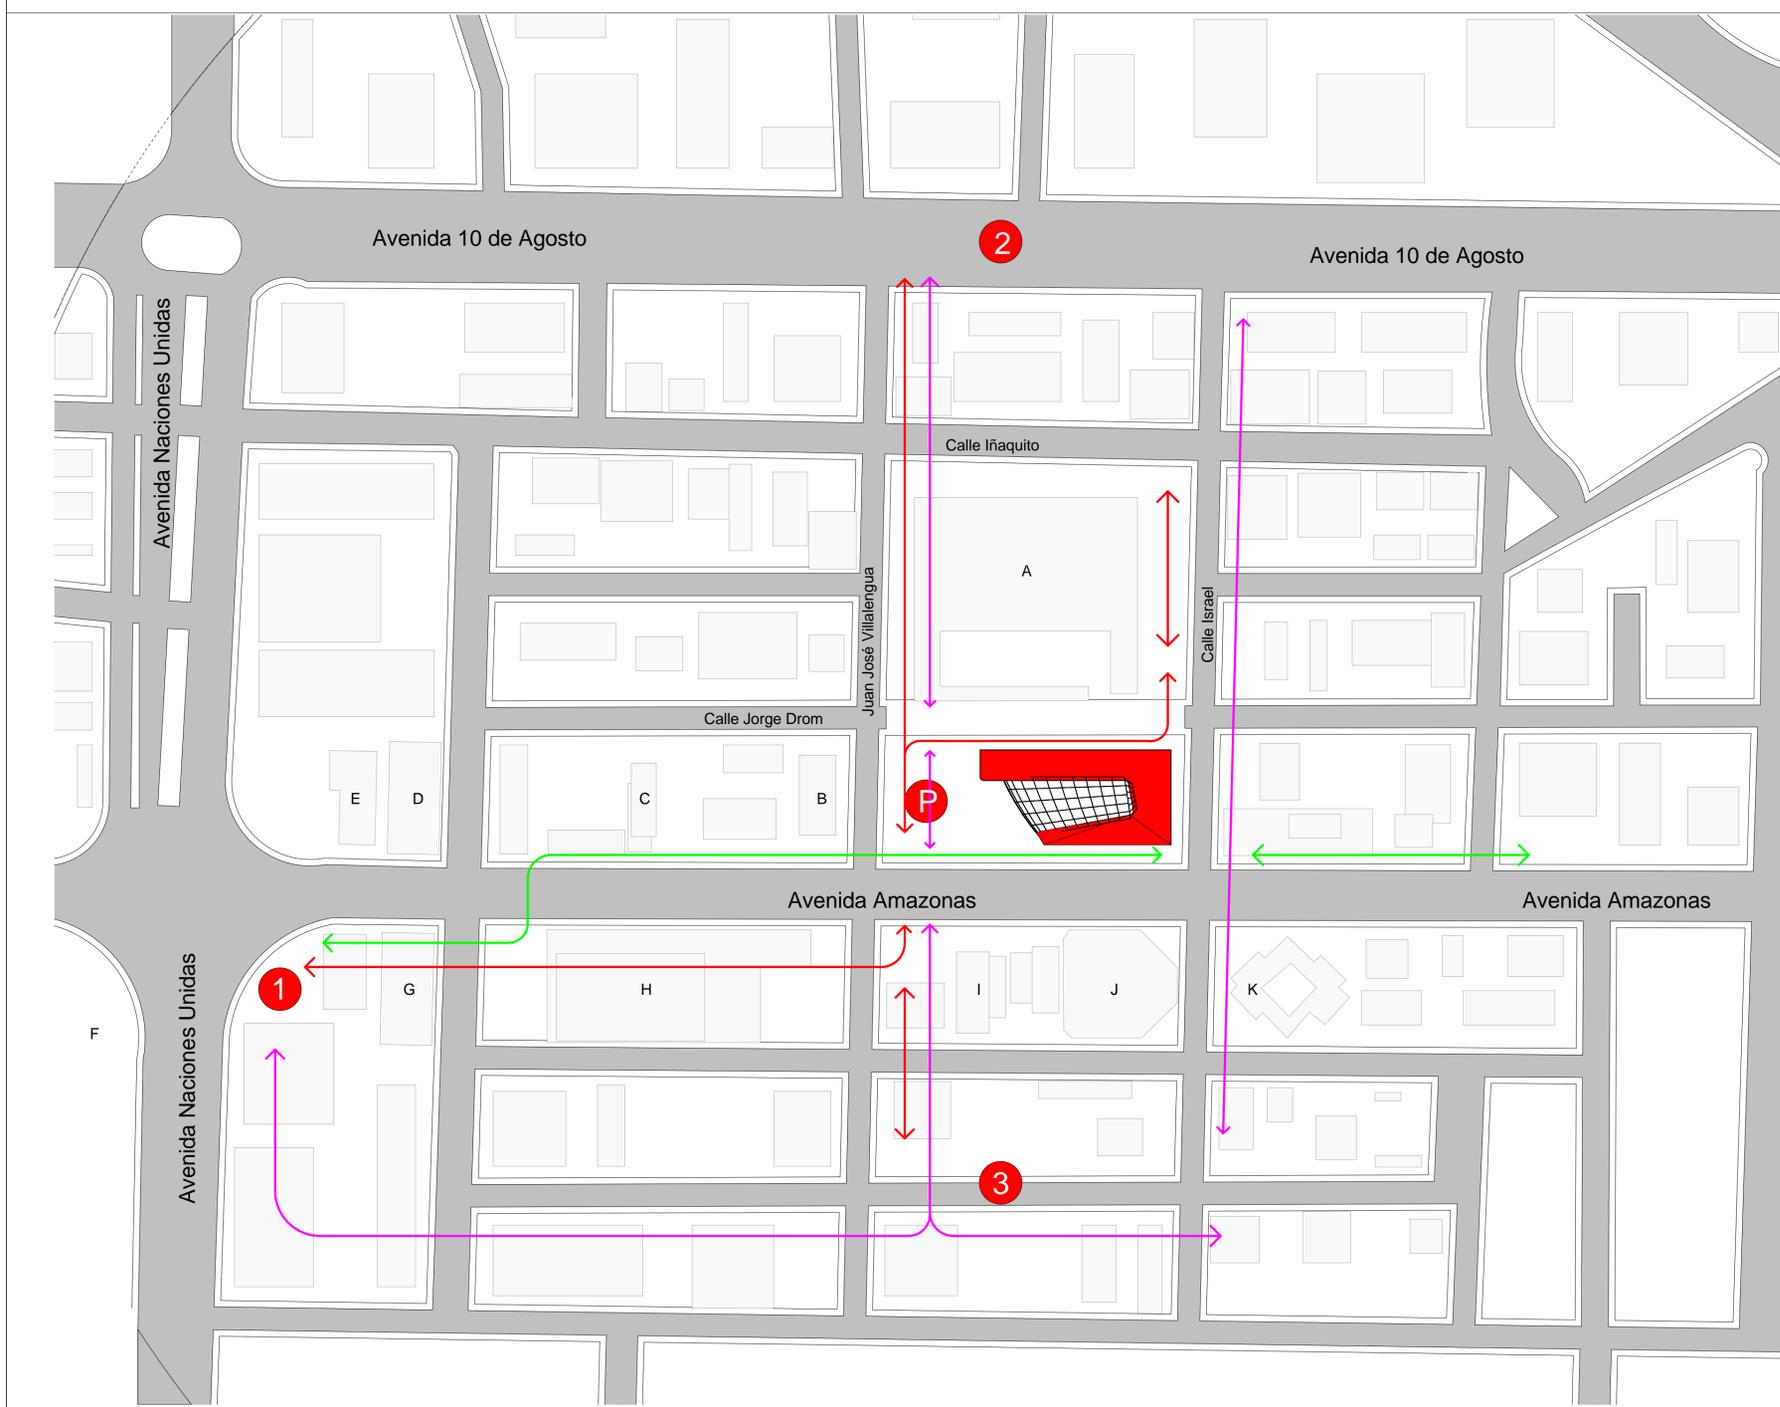 2
Avenida 10 de Agosto
Avenida 10 de Agosto
Avenida Naciones Unidas
Calle Iñaquito
A
Juan José Villalengua
Calle Israel
Calle Jorge Drom
E
D
C
B
P
Avenida Amazonas
Avenida Amazonas
1
G
H
I
J
K
F
Avenida Naciones Unidas
3